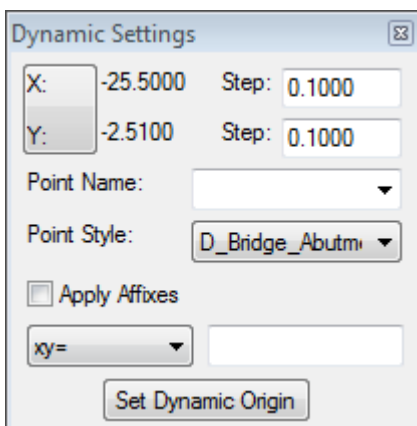 Dynamic Settings
X: -25.5000 Step: 0.1000
Y: -2.5100 Step: 0.1000
Point Name:
Point Style: D_Bridge_Abutm
Apply Affixes
xy=
Set Dynamic Origin